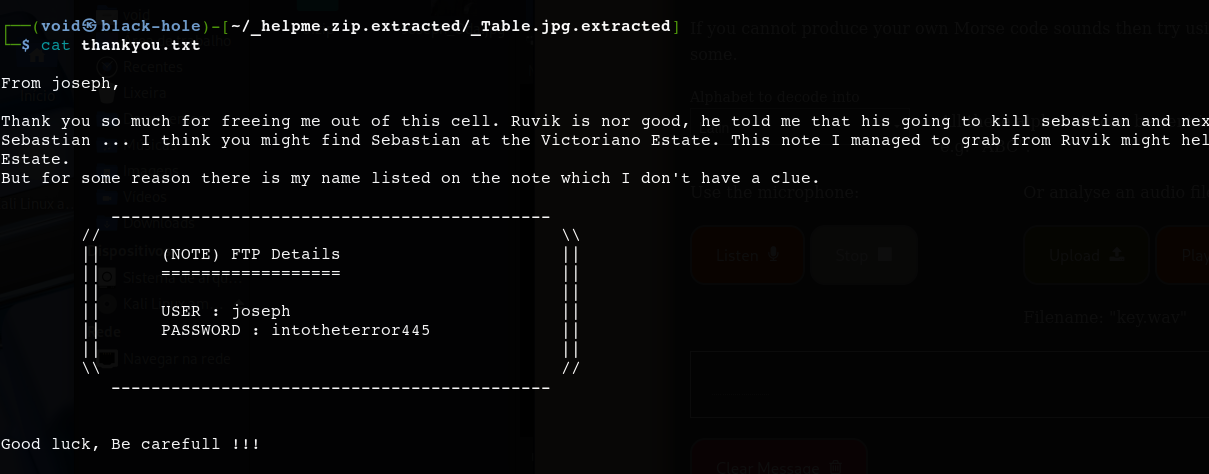 ┌──(void㉿black-hole)-[~/_helpme.zip.extracted/_Table.jpg.extracted]
└─$ cat thankyou.txt
From joseph,
Thank you so much for freeing me out of this cell. Ruvik is nor good, he told me that his going to kill sebastian and nex
Sebastian ... I think you might find Sebastian at the Victoriano Estate. This note I managed to grab from Ruvik might hel
Estate.
But for some reason there is my name listed on the note which I don't have a clue.
--------------------------------------------
// \\
|| (NOTE) FTP Details ||
|| ================== ||
|| ||
|| USER : joseph ||
|| PASSWORD : intotheterror445 ||
|| ||
\\ //
--------------------------------------------
Good luck, Be carefull !!!
Recentes
Lixeira
Navegar na rede
If you cannot produce your own Morse code sounds then try us
some.
Alphabet to decode into
Use the microphone:
Or analyse an audio fil
Listen
Stop
Upload
Play
Filename: "key.wav"
Clear Message